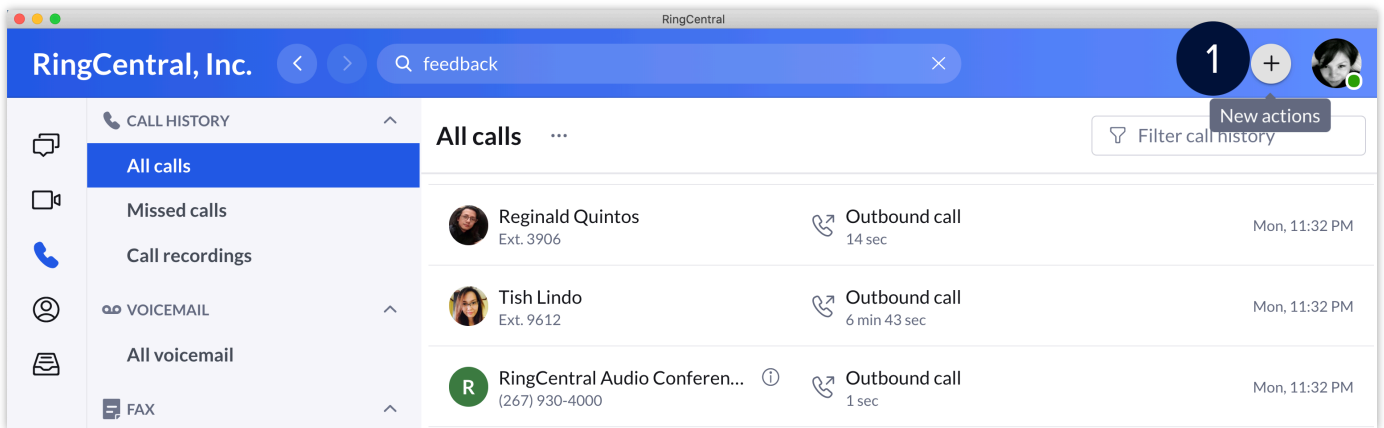 RingCentral
RingCentral, Inc.
feedback
1
New actions
CALL HISTORY
All calls
Missed calls
Call recordings
VOICEMAIL
All voicemail
FAX
All calls
Filter call history
Reginald Quintos
Ext. 3906
Outbound call
14 sec
Mon, 11:32 PM
Tish Lindo
Ext. 9612
Outbound call
6 min 43 sec
Mon, 11:32 PM
R
RingCentral Audio Conferen...
(267) 930-4000
Outbound call
1 sec
Mon, 11:32 PM